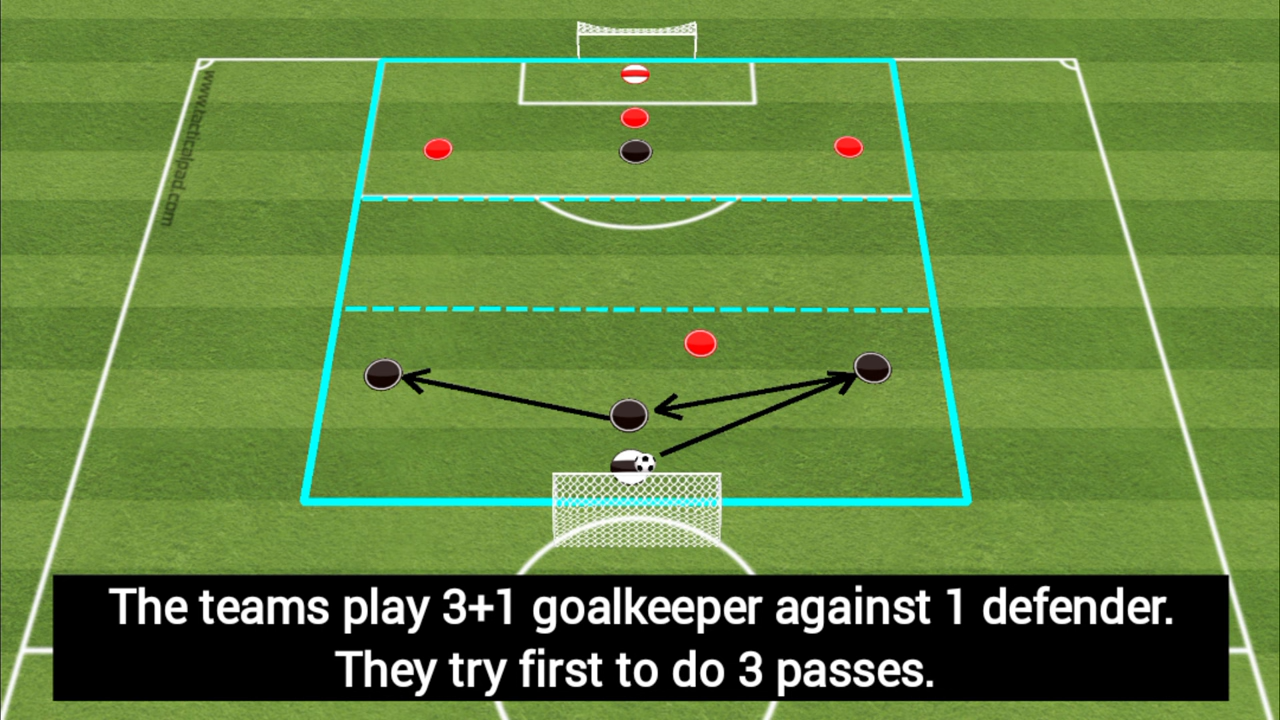 www.tacticalpad.com
The teams play 3+1 goalkeeper against 1 defender.
They try first to do 3 passes.